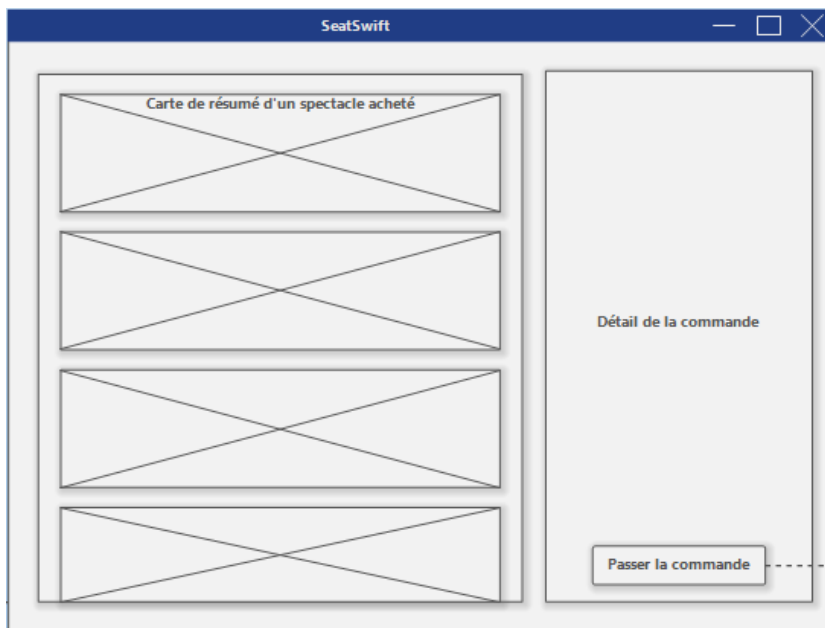 SeatSwift
Carte de résumé d'un spectacle acheté
Détail de la commande
Passer la commande